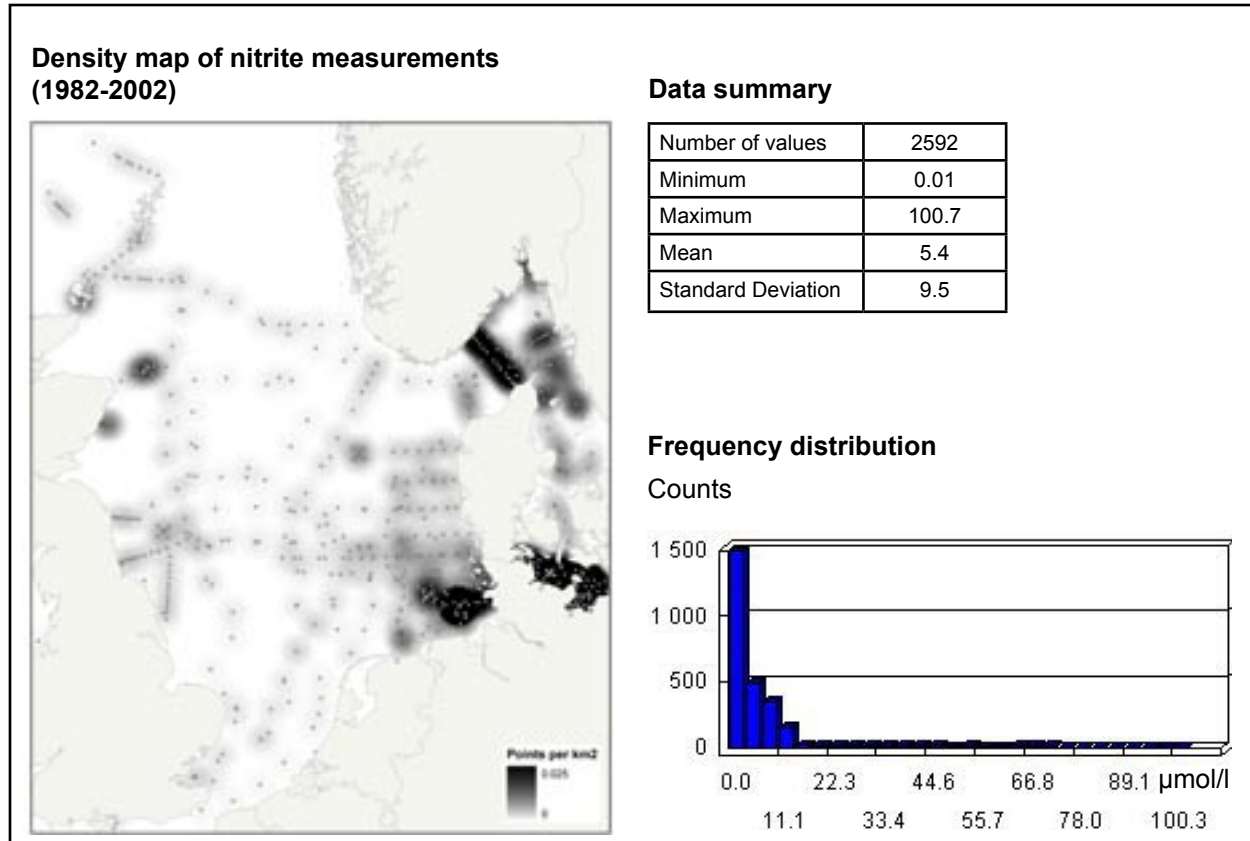 Density map of nitrite measurements
(1982-2002)
Points per km2
0.025
0
Data summary
Number of values 2592
Minimum 0.01
Maximum 100.7
Mean 5.4
Standard Deviation 9.5
Frequency distribution
Counts
1 500
1 000
500
0
0.0 22.3 44.6 66.8 89.1 µmol/l
11.1 33.4 55.7 78.0 100.3